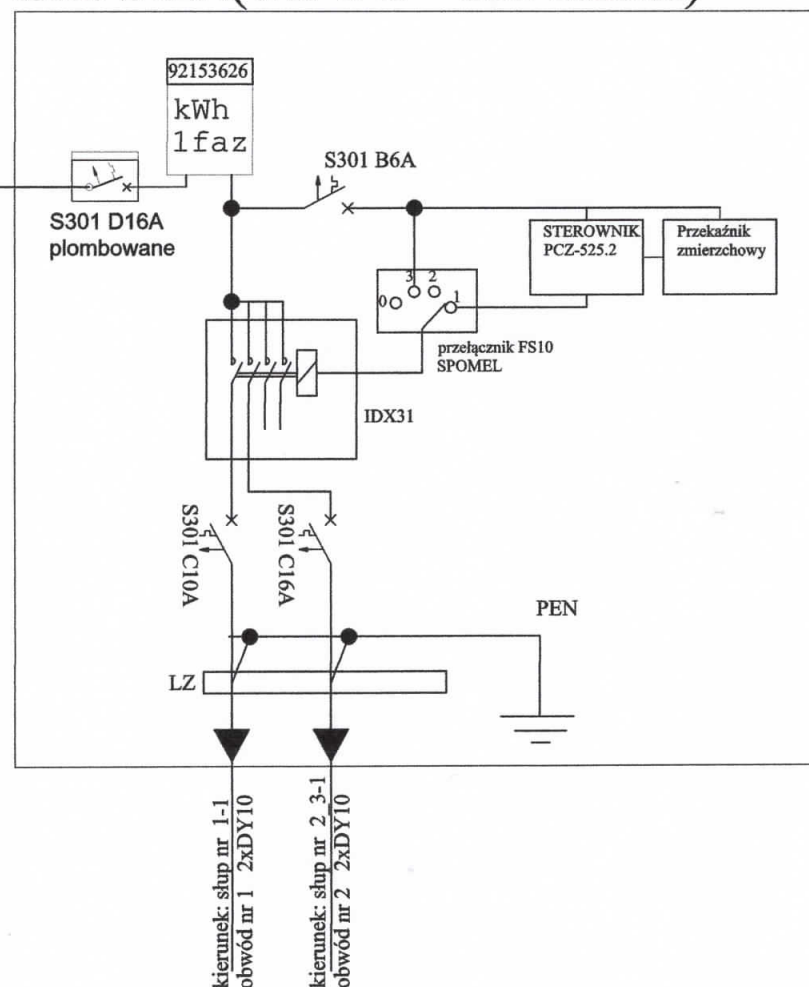 92153626
kWh
1faz
S301 B6A
S301 D16A
plombowane
STEROWNIK
PCZ-525.2
Przekaźnik
zmierzchowy
0
3
2
1
przełącznik FS10
SPOMEL
IDX31
S301 C10A
S301 C16A
PEN
LZ
kierunek: słup nr 1-1
obwód nr 1 2xDY10
kierunek: słup nr 2_3-1
obwód nr 2 2xDY10